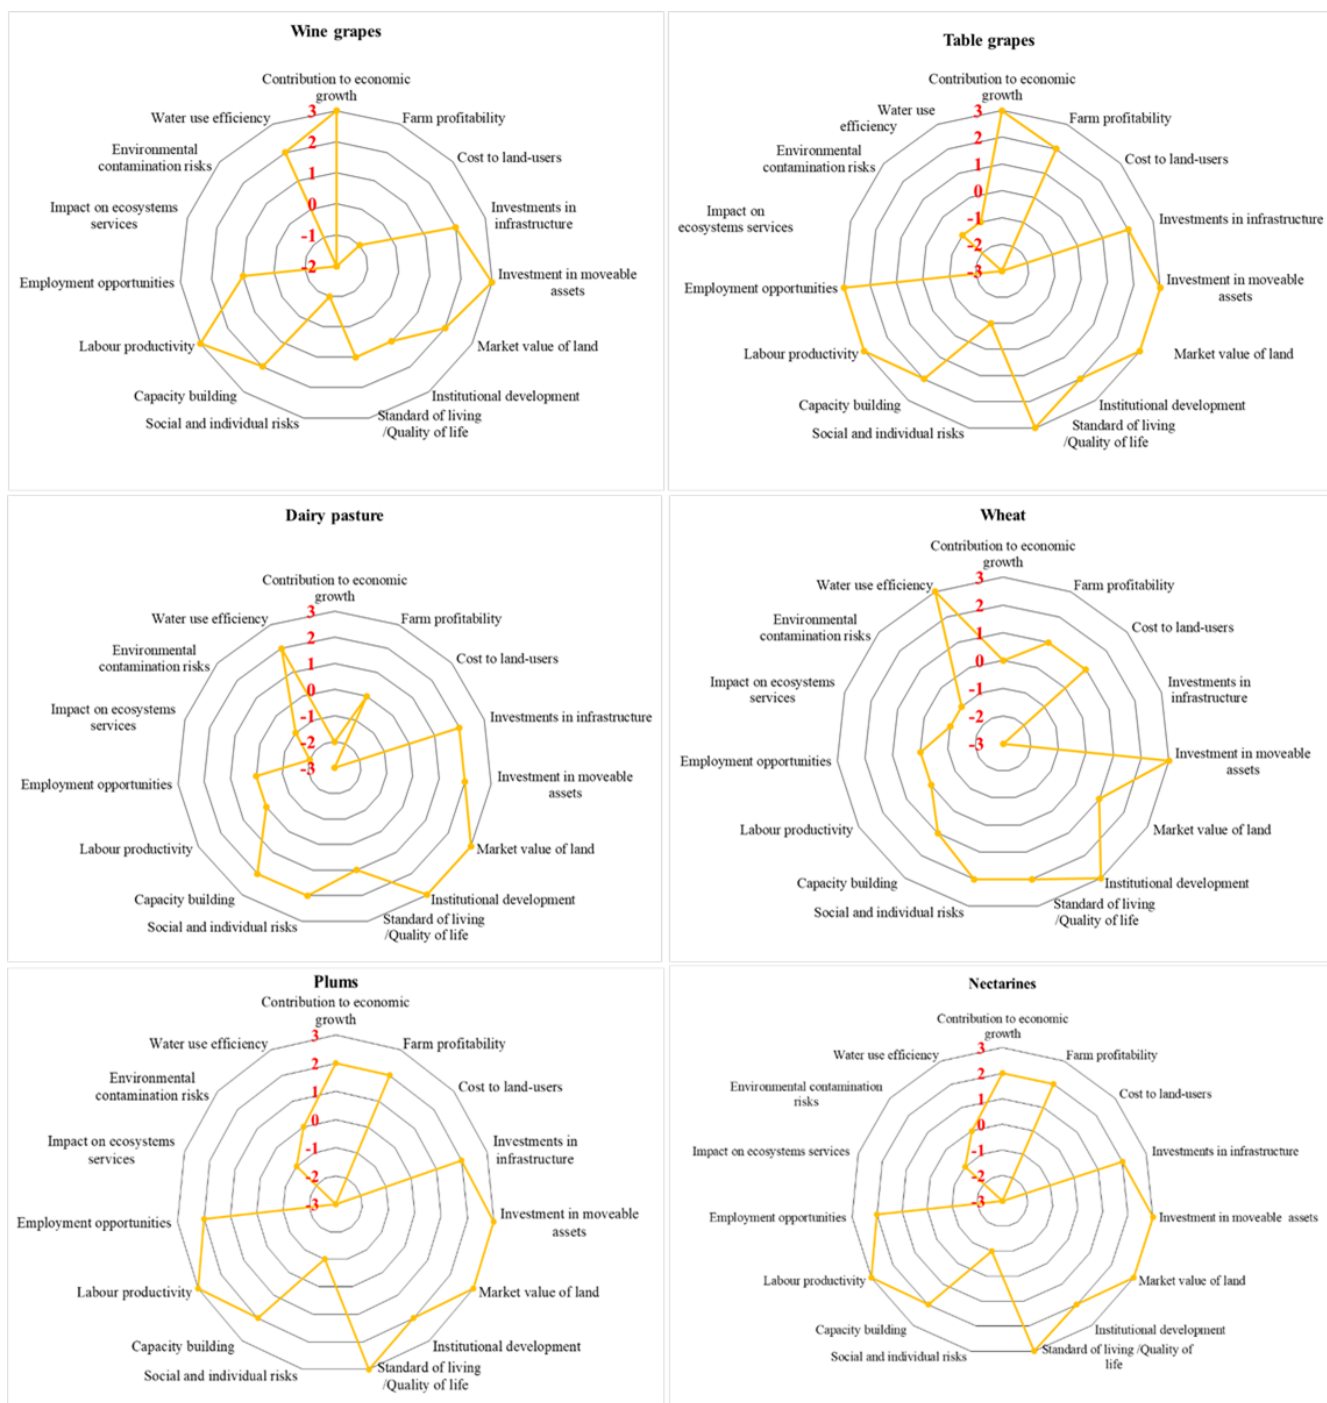 Wine grapes
Contribution to economic
growth
Water use efficiency
Farm profitability
Environmental
contamination risks
Cost to land-users
Impact on ecosystems
services
Investments in
infrastructure
Employment opportunities
Investment in moveable
assets
Labour productivity
Market value of land
Capacity building
Institutional development
Social and individual risks
Standard of living
/Quality of life
3
2
1
0
-1
-2
Table grapes
Contribution to economic
growth
Water use
efficiency
Farm profitability
Environmental
contamination risks
Cost to land-users
Impact on
ecosystems services
Investments in infrastructure
Employment opportunities
Investment in moveable
assets
Labour productivity
Market value of land
Capacity building
Institutional development
Social and individual risks
Standard of living
/Quality of life
3
2
1
0
-1
-2
-3
Dairy pasture
Contribution to economic
growth
Water use efficiency
Farm profitability
Environmental
contamination risks
Cost to land-users
Impact on ecosystems
services
Investments in infrastructure
Employment opportunities
Investment in moveable
assets
Labour productivity
Market value of land
Capacity building
Institutional development
Social and individual risks
Standard of living
/Quality of life
3
2
1
0
-1
-2
-3
Wheat
Contribution to economic
growth
Water use efficiency
Farm profitability
Environmental
contamination risks
Cost to land-users
Impact on ecosystems
services
Investments in
infrastructure
Employment opportunities
Investment in moveable
assets
Labour productivity
Market value of land
Capacity building
Institutional development
Social and individual risks
Standard of living
/Quality of life
3
2
1
0
-1
-2
-3
Plums
Contribution to economic
growth
Water use efficiency
Farm profitability
Environmental
contamination risks
Cost to land-users
Impact on ecosystems
services
Investments in
infrastructure
Employment opportunities
Investment in moveable
assets
Labour productivity
Market value of land
Capacity building
Institutional development
Social and individual risks
Standard of living
/Quality of life
3
2
1
0
-1
-2
-3
Nectarines
Contribution to economic
growth
Water use efficiency
Farm profitability
Environmental contamination
risks
Cost to land-users
Impact on ecosystems services
Investments in infrastructure
Employment opportunities
Investment in moveable assets
Labour productivity
Market value of land
Capacity building
Institutional development
Social and individual risks
Standard of living /Quality of
life
3
2
1
0
-1
-2
-3